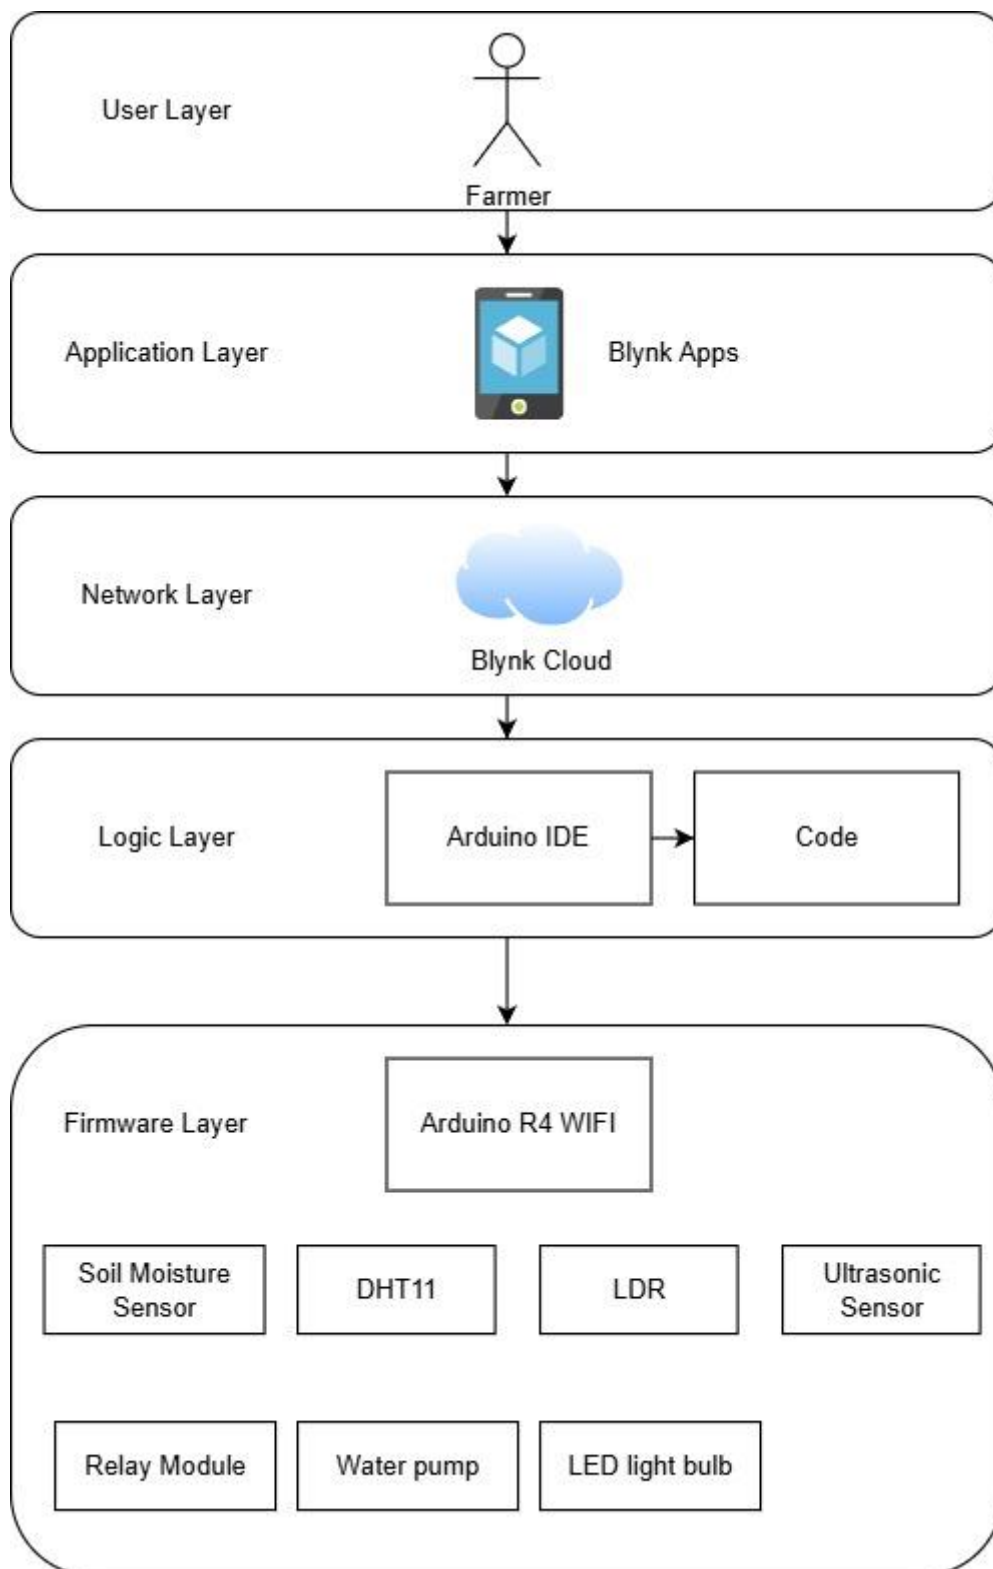 User Layer
Farmer
Application Layer
Blynk Apps
Network Layer
Blynk Cloud
Logic Layer
Arduino IDE
Code
Firmware Layer
Arduino R4 WIFI
Soil Moisture
Sensor
DHT11
LDR
Ultrasonic
Sensor
Relay Module
Water pump
LED light bulb